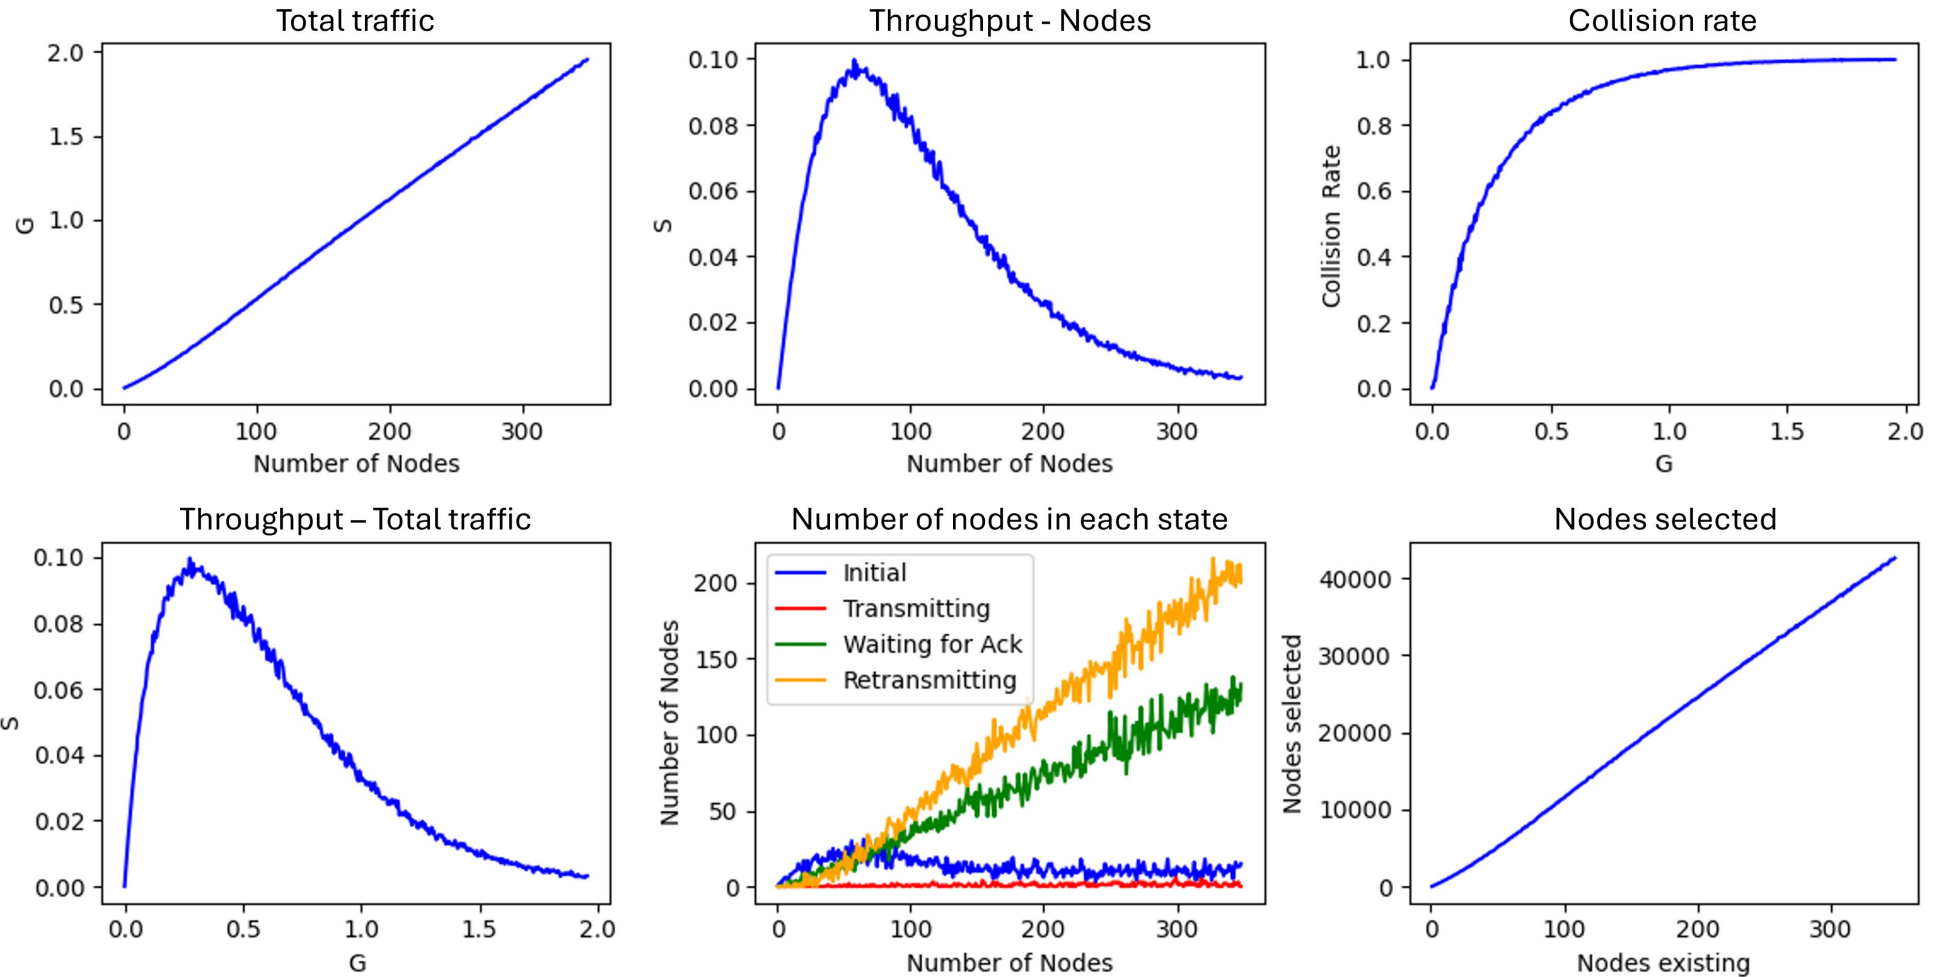 Total traffic
2.0
1.5
1.0
0.5
0.0
G
0
100
200
300
Number of Nodes
Throughput - Nodes
0.10
0.08
0.06
0.04
0.02
0.00
S
0
100
200
300
Number of Nodes
Collision rate
1.0
0.8
0.6
0.4
0.2
0.0
Collision Rate
0.0
0.5
1.0
1.5
2.0
G
Throughput – Total traffic
0.10
0.08
0.06
0.04
0.02
0.00
S
0.0
0.5
1.0
1.5
2.0
G
Number of nodes in each state
Initial
Transmitting
Waiting for Ack
Retransmitting
200
150
100
50
0
Number of Nodes
0
100
200
300
Number of Nodes
Nodes selected
40000
30000
20000
10000
0
Nodes selected
0
100
200
300
Nodes existing